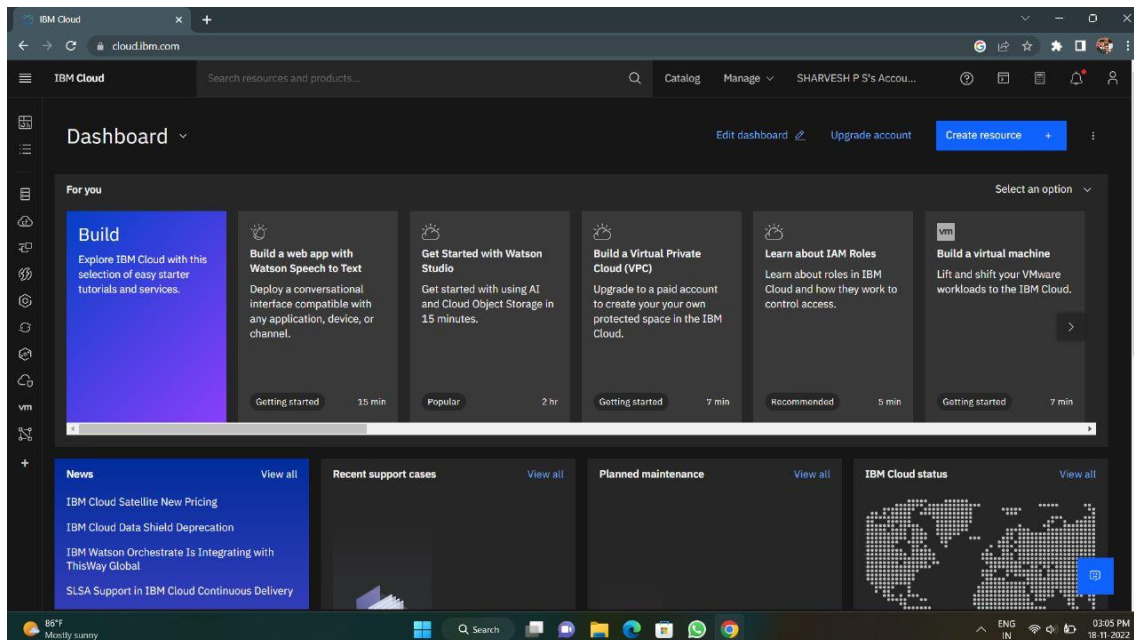 IBM Cloud
cloud.ibm.com
IBM Cloud
Search resources and products...
Catalog
Manage
SHARVESH P S's Accou...
Dashboard
Edit dashboard
Upgrade account
Create resource +
For you
Select an option
Build
Explore IBM Cloud with this
selection of easy starter
tutorials and services.
Build a web app with
Watson Speech to Text
Deploy a conversational
interface compatible with
any application, device, or
channel.
Getting started
15 min
Get Started with Watson
Studio
Get started with using AI
and Cloud Object Storage in
15 minutes.
Popular
2 hr
Build a Virtual Private
Cloud (VPC)
Upgrade to a paid account
to create your your own
protected space in the IBM
Cloud.
Getting started
7 min
Learn about IAM Roles
Learn about roles in IBM
Cloud and how they work to
control access.
Recommended
5 min
vm
Build a virtual machine
Lift and shift your VMware
workloads to the IBM Cloud.
Getting started
7 min
vm
News
View all
IBM Cloud Satellite New Pricing
IBM Cloud Data Shield Deprecation
IBM Watson Orchestrate Is Integrating with
ThisWay Global
SLSA Support in IBM Cloud Continuous Delivery
Recent support cases
View all
Planned maintenance
View all
IBM Cloud status
View all
86°F
Mostly sunny
Search
ENG
IN
03:05 PM
18-11-2023